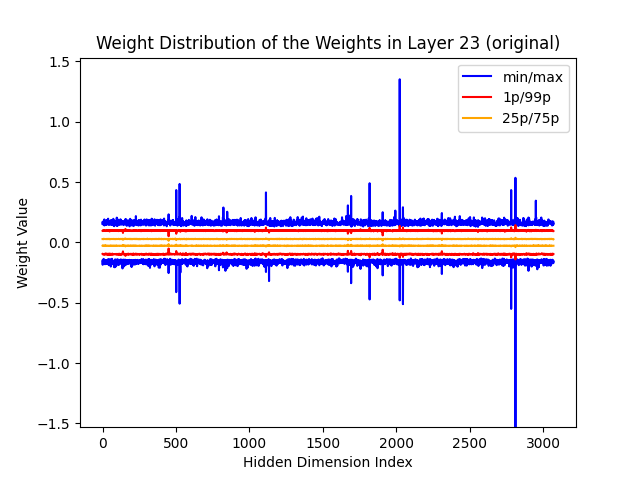 Weight Distribution of the Weights in Layer 23 (original)
1.5
1.0
0.5
0.0
−0.5
−1.0
−1.5
Weight Value
min/max
1p/99p
25p/75p
0
500
1000
1500
2000
2500
3000
Hidden Dimension Index